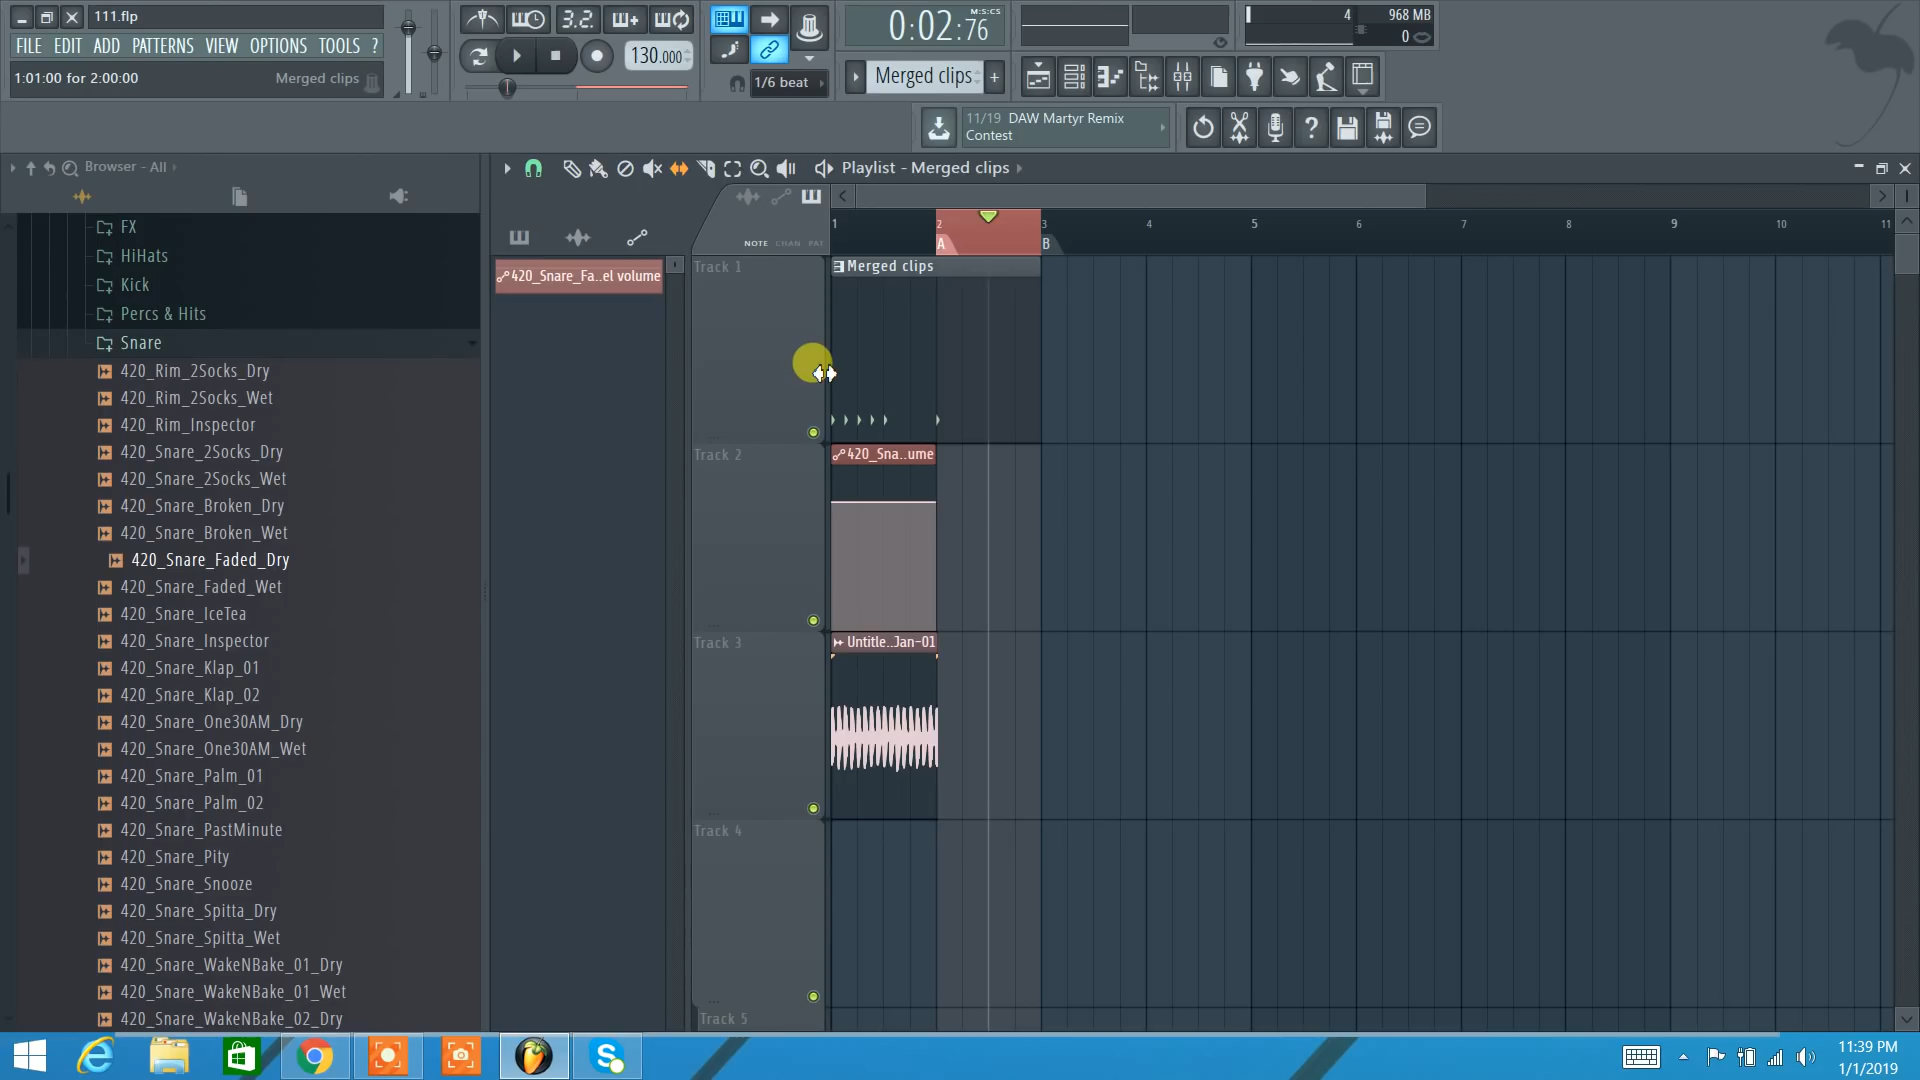 111.flp
FILE EDIT ADD PATTERNS VIEW OPTIONS TOOLS ?
1:01:00 for 2:00:00 Merged clips
3.2.
130.000
1/6 beat
M:S:CS
0:02:76
Merged clips
4 968 MB
0
11/19 DAW Martyr Remix
Contest
Browser - All
Playlist - Merged clips
NOTE CHAN PAT
1 2 3 4 5 6 7 8 9 10 11
A B
FX
HiHats
Kick
Percs & Hits
Snare
420_Rim_2Socks_Dry
420_Rim_2Socks_Wet
420_Rim_Inspector
420_Snare_2Socks_Dry
420_Snare_2Socks_Wet
420_Snare_Broken_Dry
420_Snare_Broken_Wet
420_Snare_Faded_Dry
420_Snare_Faded_Wet
420_Snare_IceTea
420_Snare_Inspector
420_Snare_Klap_01
420_Snare_Klap_02
420_Snare_One30AM_Dry
420_Snare_One30AM_Wet
420_Snare_Palm_01
420_Snare_Palm_02
420_Snare_PastMinute
420_Snare_Pity
420_Snare_Snooze
420_Snare_Spitta_Dry
420_Snare_Spitta_Wet
420_Snare_WakeNBake_01_Dry
420_Snare_WakeNBake_01_Wet
420_Snare_WakeNBake_02_Dry
420_Snare_Fa..el volume
Track 1
Merged clips
Track 2
420_Sna..ume
Track 3
Untitle..Jan-01
Track 4
Track 5
11:39 PM
1/1/2019